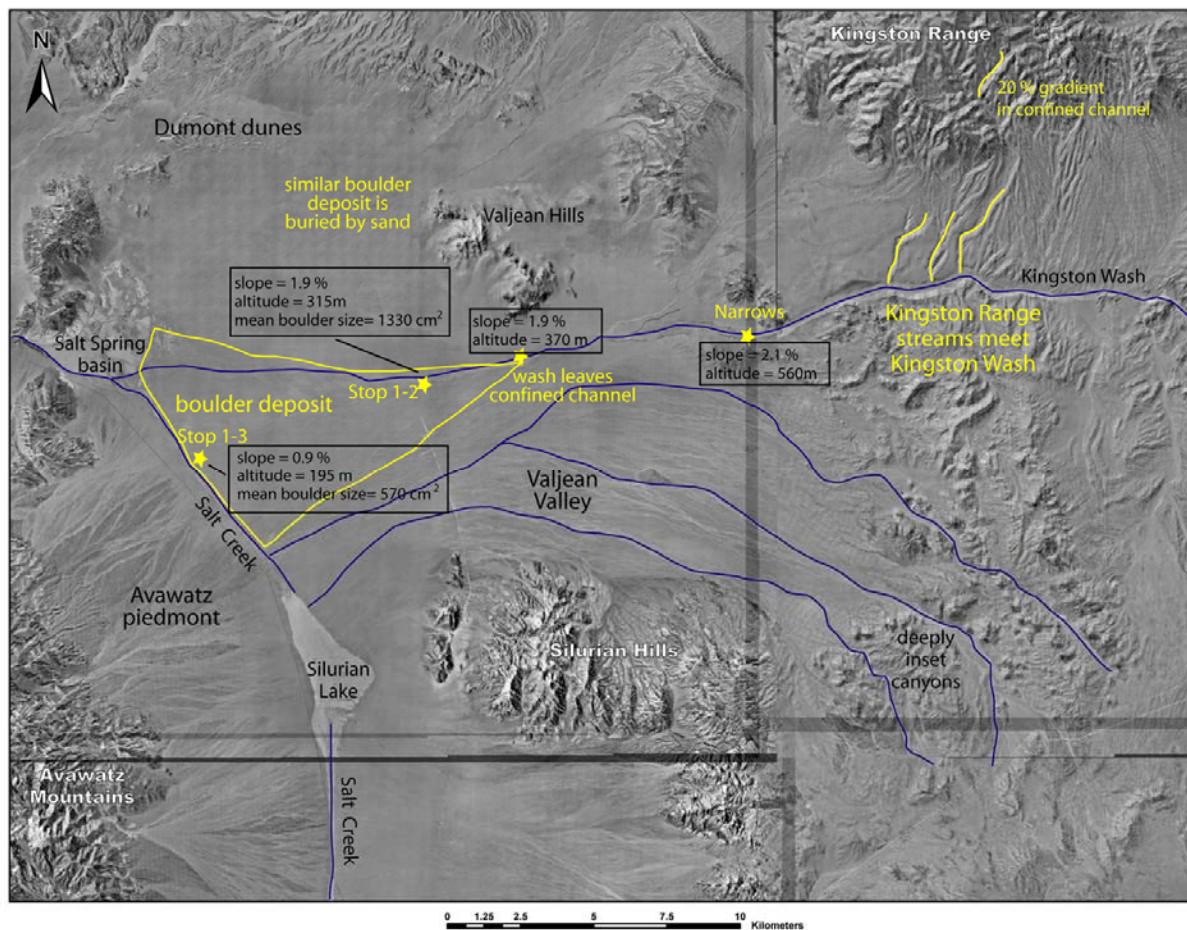 Kingston Range
N
20 % gradient
in confined channel
Dumont dunes
similar boulder
deposit is
buried by sand
Valjean Hills
slope = 1.9 %
altitude = 315m
mean boulder size= 1330 cm²
Kingston Wash
Narrows
slope = 1.9 %
altitude = 370 m
Kingston Range
streams meet
Kingston Wash
Salt Spring
basin
slope = 2.1 %
altitude = 560m
Stop 1-2
wash leaves
confined channel
boulder deposit
Stop 1-3
slope = 0.9 %
altitude = 195 m
mean boulder size= 570 cm²
Valjean
Valley
Salt Creek
Avawatz
piedmont
deeply
inset
canyons
Silurian Hills
Silurian
Lake
Avawatz
Mountains
Salt Creek
0 1.25 2.5 5 7.5 10
Kilometers